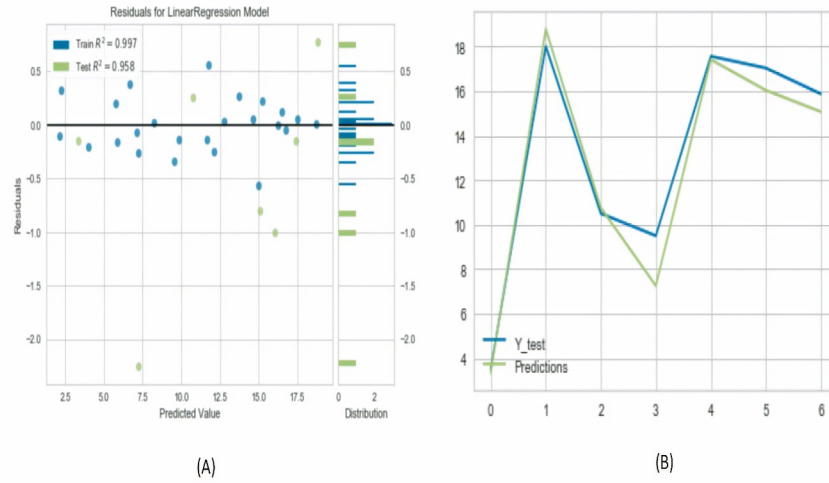 Residuals for LinearRegression Model
Train R² = 0.997
Test R² = 0.958
0.5
0.0
−0.5
−1.0
−1.5
−2.0
Residuals
0.5
0.0
−0.5
−1.0
−1.5
−2.0
2.5 5.0 7.5 10.0 12.5 15.0 17.5
0 2
Predicted Value
Distribution
(A)
18
16
14
12
10
8
6
4
Y_test
Predictions
0 1 2 3 4 5 6
(B)